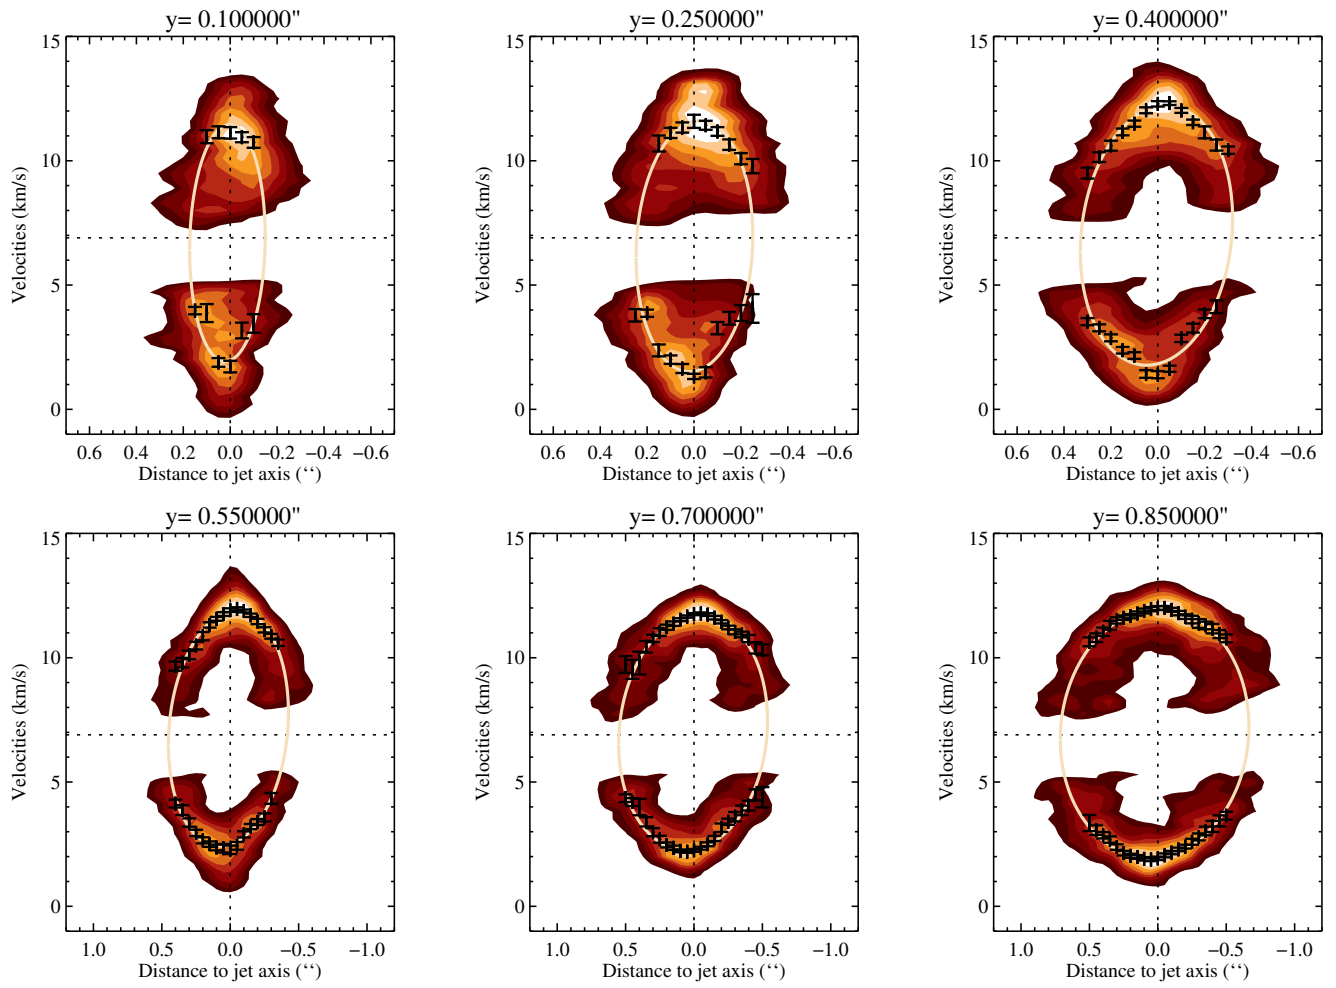 y= 0.100000" y= 0.250000" y= 0.400000"
15 15 15
10 10 10
5 5 5
0 0 0
Velocities (km/s) Velocities (km/s) Velocities (km/s)
0.6 0.4 0.2 0.0 −0.2 −0.4 −0.6 0.6 0.4 0.2 0.0 −0.2 −0.4 −0.6 0.6 0.4 0.2 0.0 −0.2 −0.4 −0.6
Distance to jet axis (‘‘) Distance to jet axis (‘‘) Distance to jet axis (‘‘)
y= 0.550000" y= 0.700000" y= 0.850000"
15 15 15
10 10 10
5 5 5
0 0 0
Velocities (km/s) Velocities (km/s) Velocities (km/s)
1.0 0.5 0.0 −0.5 −1.0 1.0 0.5 0.0 −0.5 −1.0 1.0 0.5 0.0 −0.5 −1.0
Distance to jet axis (‘‘) Distance to jet axis (‘‘) Distance to jet axis (‘‘)